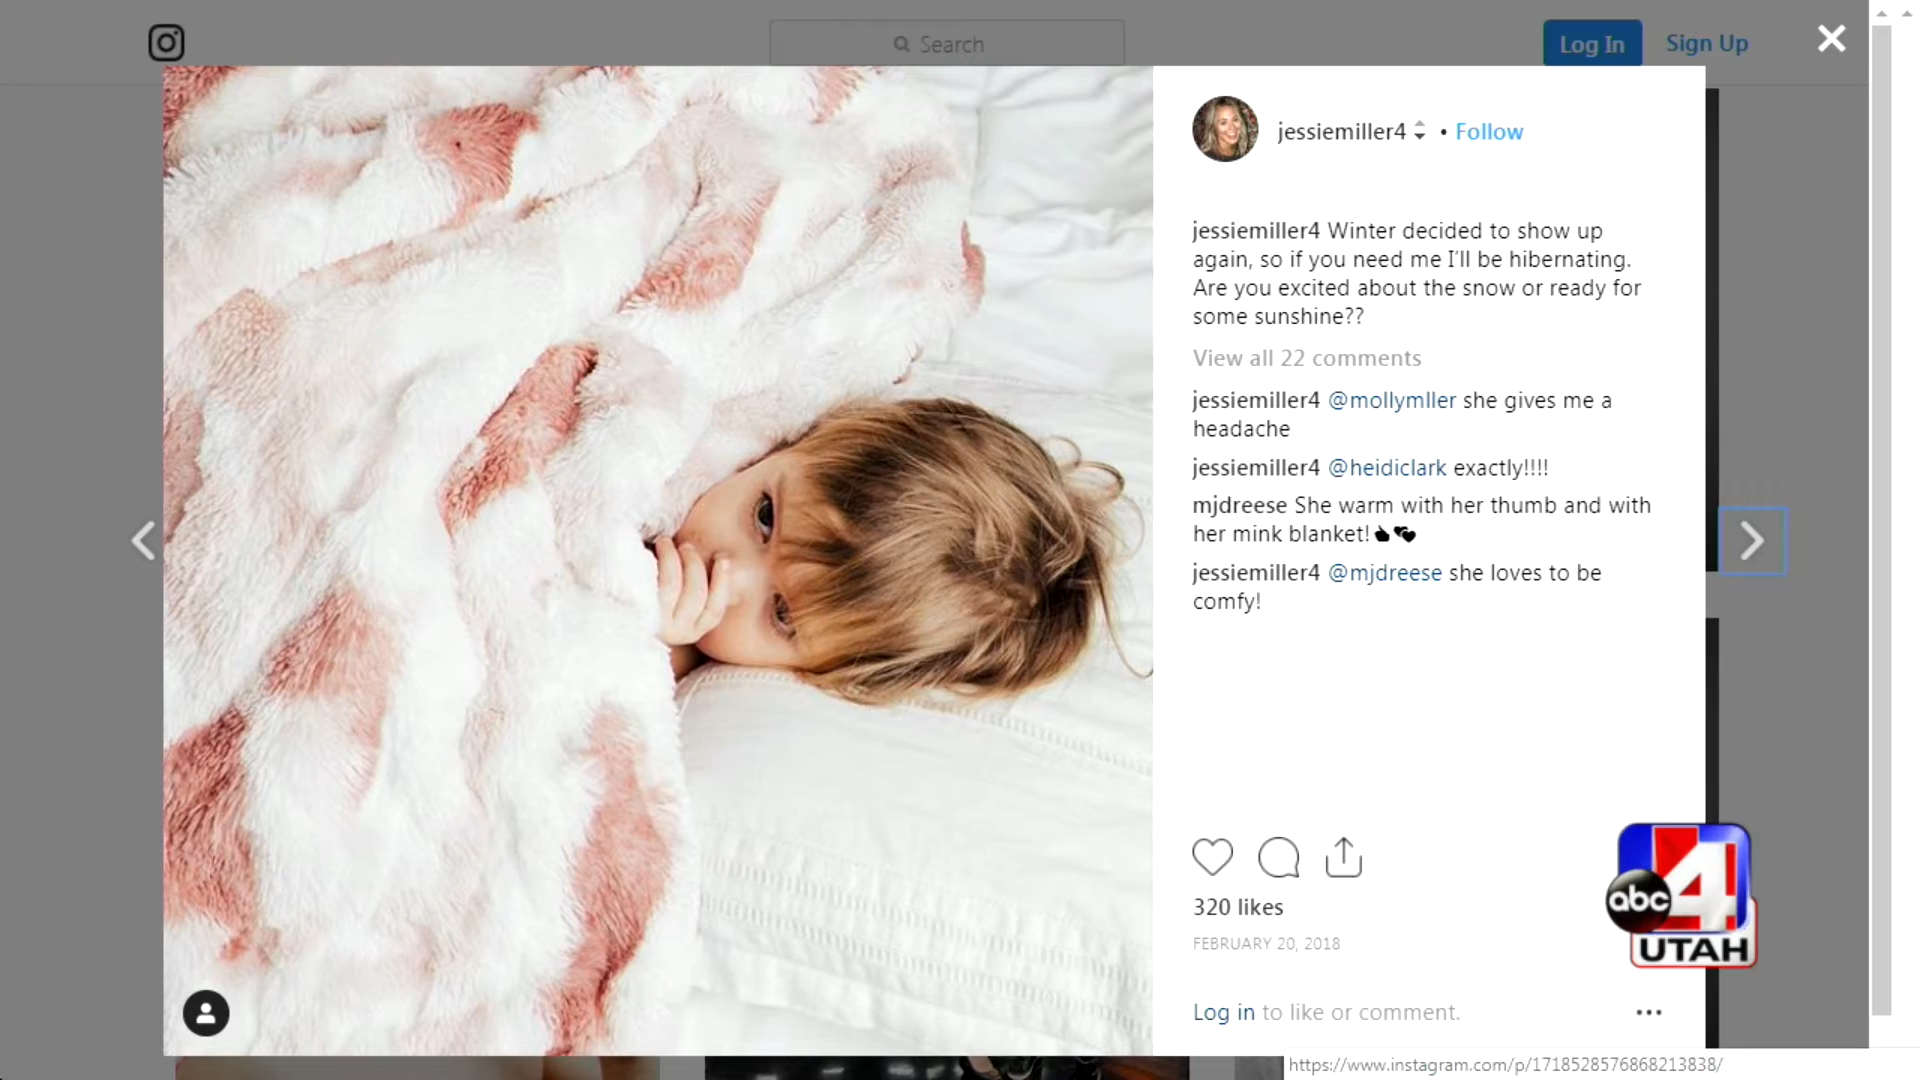 Search
Log In
Sign Up
jessiemiller4 • Follow
jessiemiller4 Winter decided to show up
again, so if you need me I'll be hibernating.
Are you excited about the snow or ready for
some sunshine??
View all 22 comments
jessiemiller4 @mollymller she gives me a
headache
jessiemiller4 @heidiclark exactly!!!!
mjdreese She warm with her thumb and with
her mink blanket!
jessiemiller4 @mjdreese she loves to be
comfy!
320 likes
FEBRUARY 20, 2018
abc 4
UTAH
Log in to like or comment.
https://www.instagram.com/p/1718528576868213838/